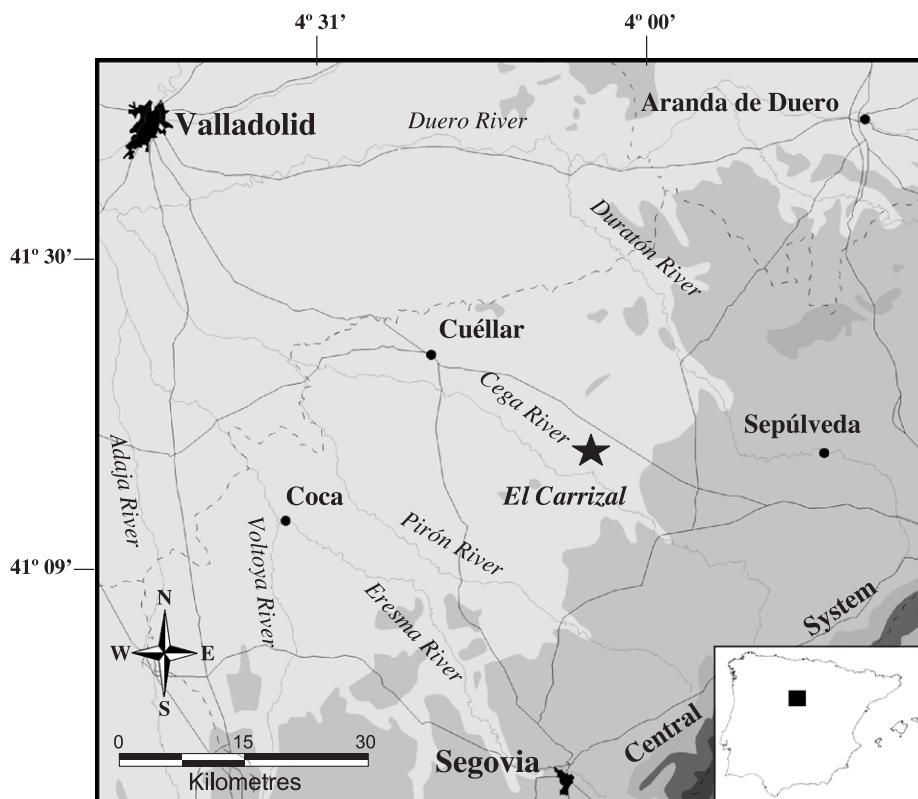 4º 31’
4º 00’
Aranda de Duero
Valladolid
Duero River
Duratón River
41º 30’
Cuéllar
Cega River
Sepúlveda
Adaja River
El Carrizal
Coca
Voltoya River
Pirón River
41º 09’
Eresma River
System
N
W
E
S
Central
0
15
30
Kilometres
Segovia